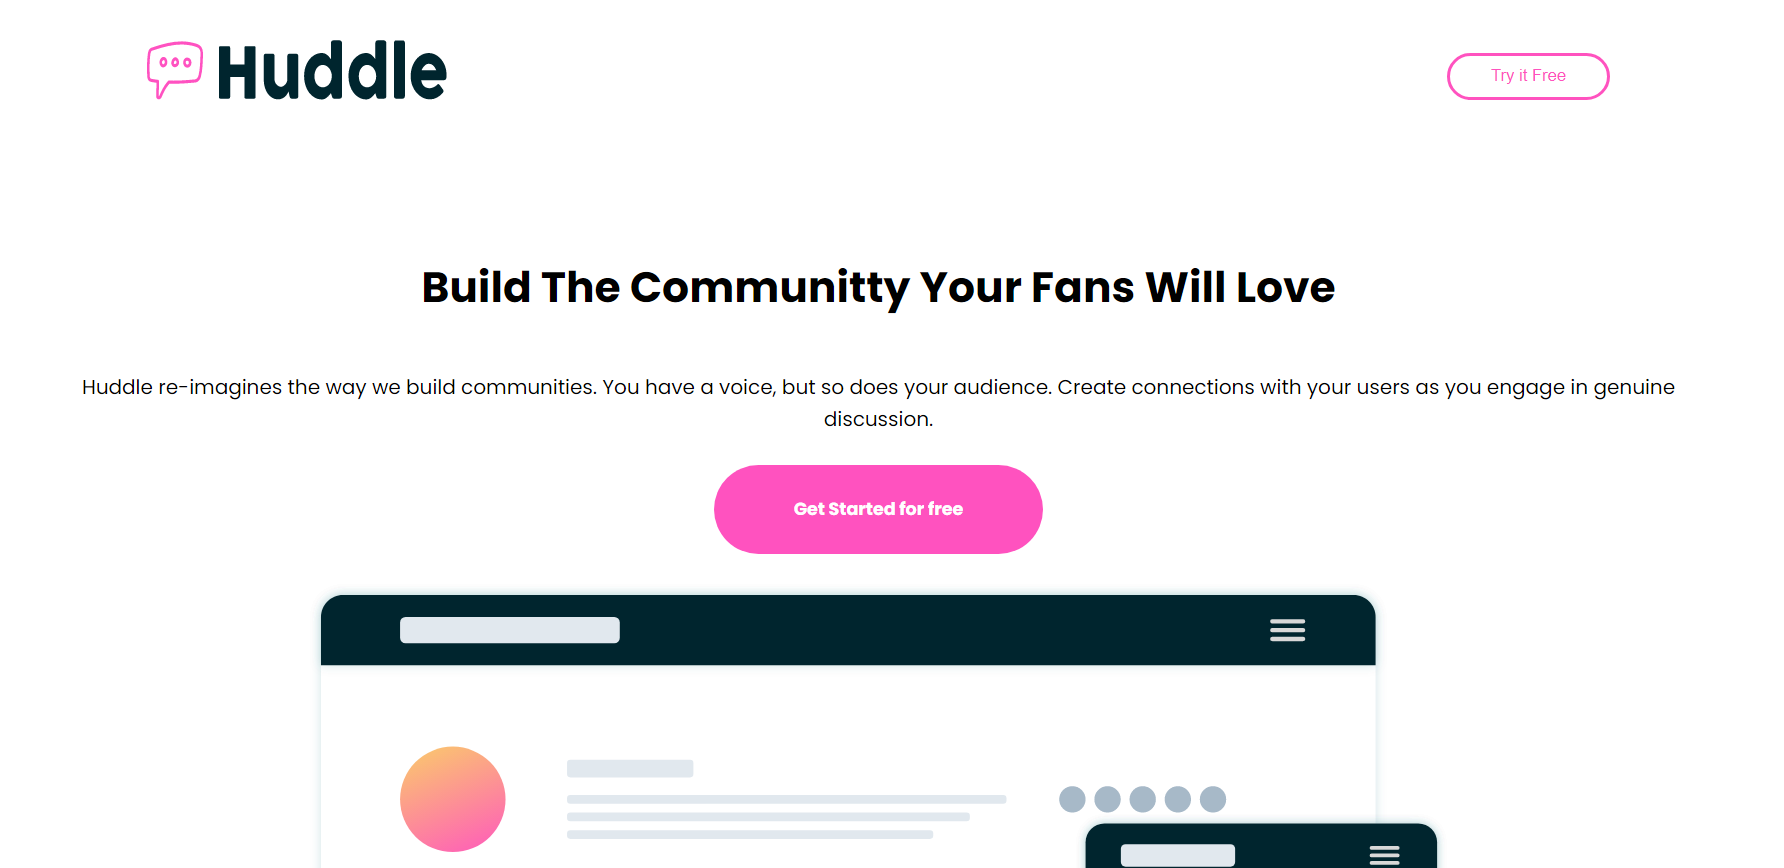 Huddle
Try it Free
Build The Communitty Your Fans Will Love
Huddle re-imagines the way we build communities. You have a voice, but so does your audience. Create connections with your users as you engage in genuine
discussion.
Get Started for free